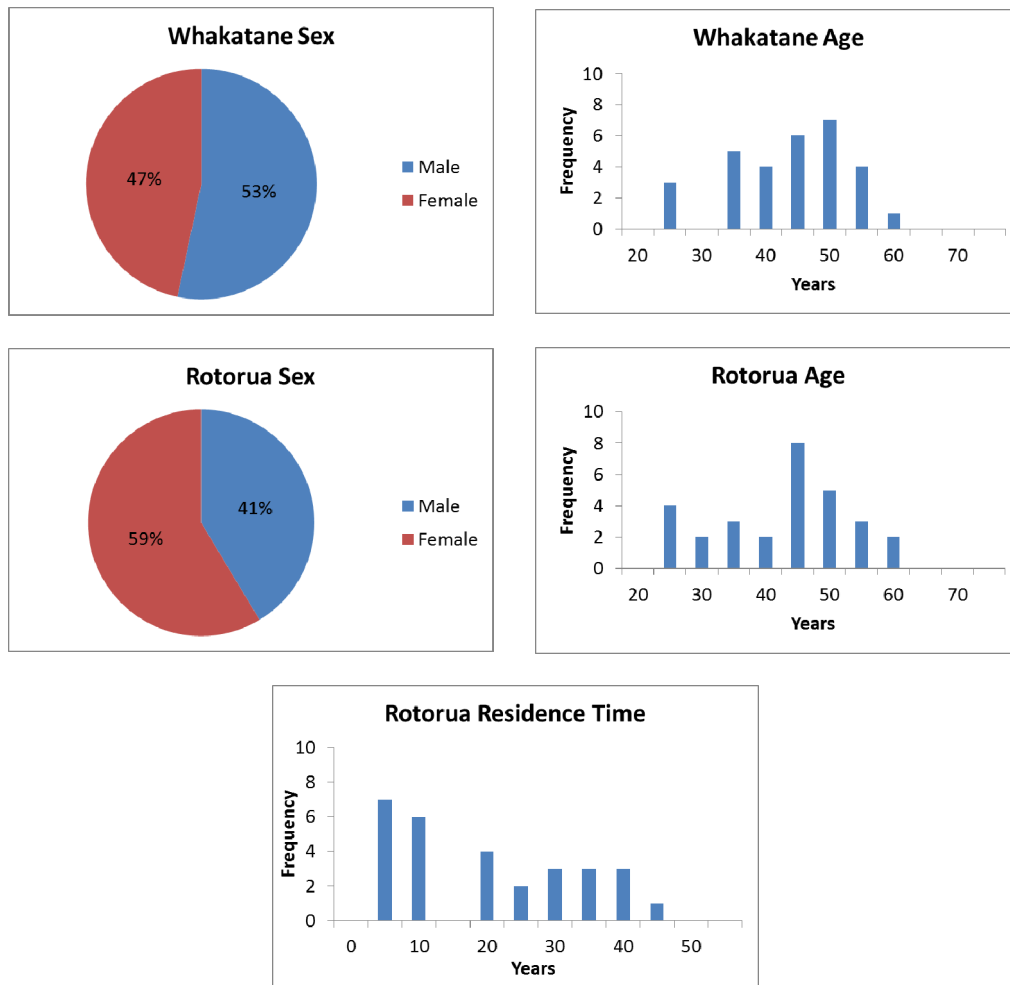 Whakatane Sex
47%
53%
Male
Female
Whakatane Age
10
8
6
4
2
0
Frequency
20 30 40 50 60 70
Years
Rotorua Sex
59%
41%
Male
Female
Rotorua Age
10
8
6
4
2
0
Frequency
20 30 40 50 60 70
Years
Rotorua Residence Time
10
8
6
4
2
0
Frequency
0 10 20 30 40 50
Years